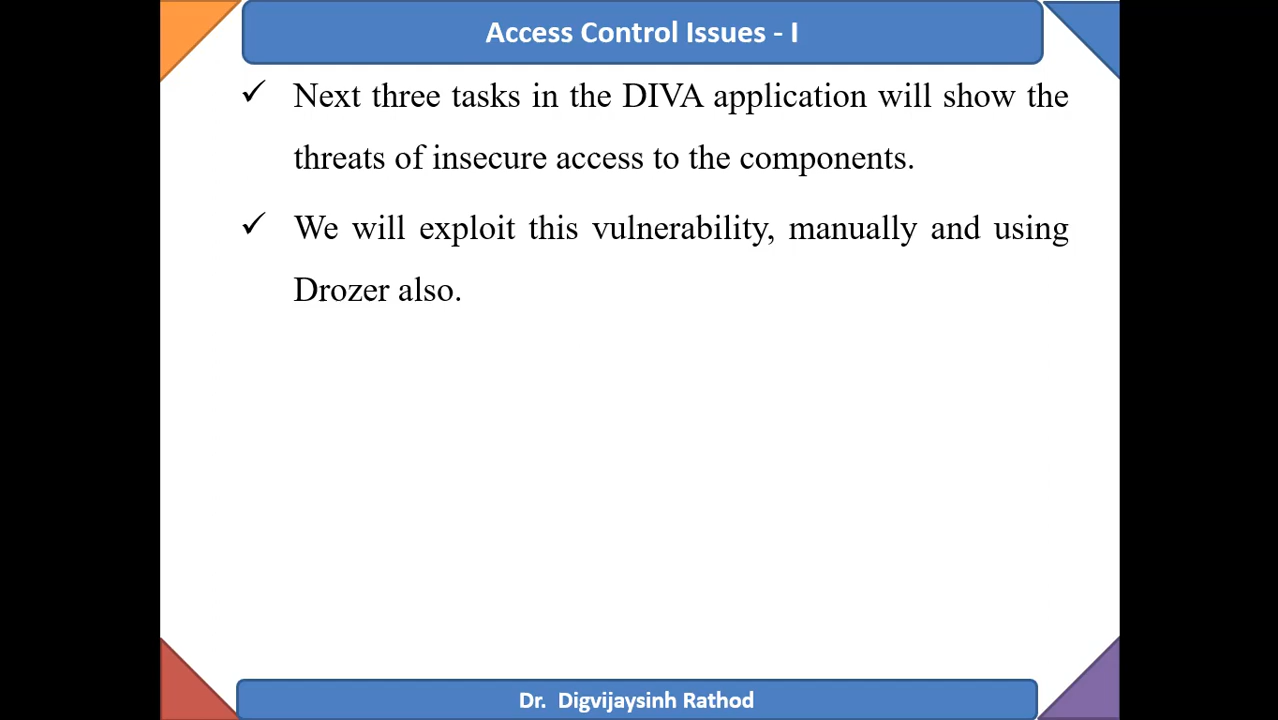 Access Control Issues - I
✓ Next three tasks in the DIVA application will show the
threats of insecure access to the components.
✓ We will exploit this vulnerability, manually and using
Drozer also.
Dr. Digvijaysinh Rathod